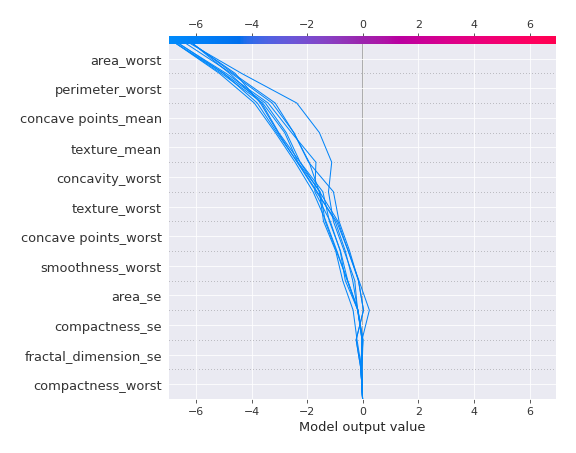 −6 −4 −2 0 2 4 6
area_worst
perimeter_worst
concave points_mean
texture_mean
concavity_worst
texture_worst
concave points_worst
smoothness_worst
area_se
compactness_se
fractal_dimension_se
compactness_worst
−6 −4 −2 0 2 4 6
Model output value